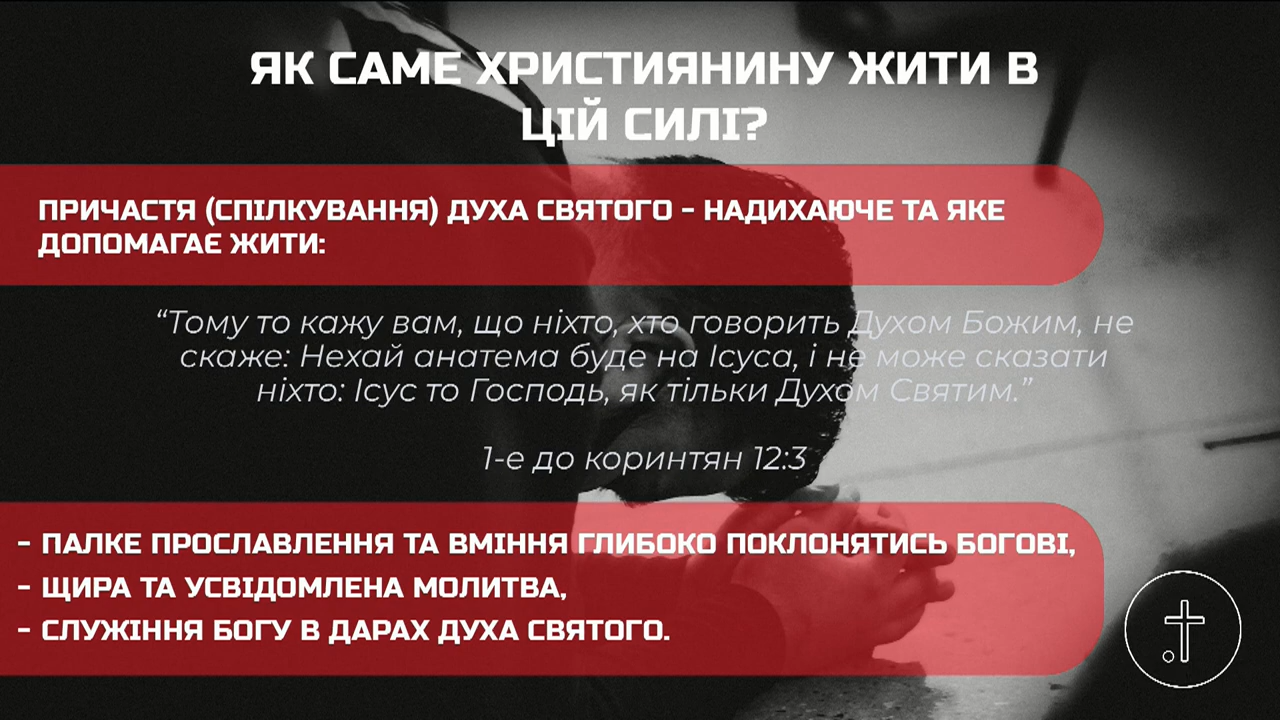 ЯК САМЕ ХРИСТИЯНИНУ ЖИТИ В
ЦІЙ СИЛІ?
ПРИЧАСТЯ (СПІЛКУВАННЯ) ДУХА СВЯТОГО - НАДИХАЮЧЕ ТА ЯКЕ
ДОПОМАГАЄ ЖИТИ:
“Тому то кажу вам, що ніхто, хто говорить Духом Божим, не
скаже: Нехай анатема буде на Ісуса, і не може сказати
ніхто: Ісус то Господь, як тільки Духом Святим.”
1-е до коринтян 12:3
- ПАЛКЕ ПРОСЛАВЛЕННЯ ТА ВМІННЯ ГЛИБОКО ПОКЛОНЯТИСЬ БОГОВІ,
- ЩИРА ТА УСВІДОМЛЕНА МОЛИТВА,
- СЛУЖІННЯ БОГУ В ДАРАХ ДУХА СВЯТОГО.